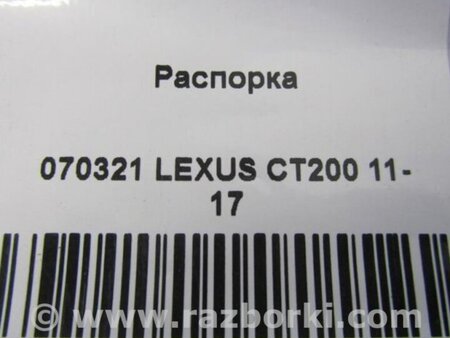 Распорка
070321 LEXUS CT200 11-
17
© www.razborki.com